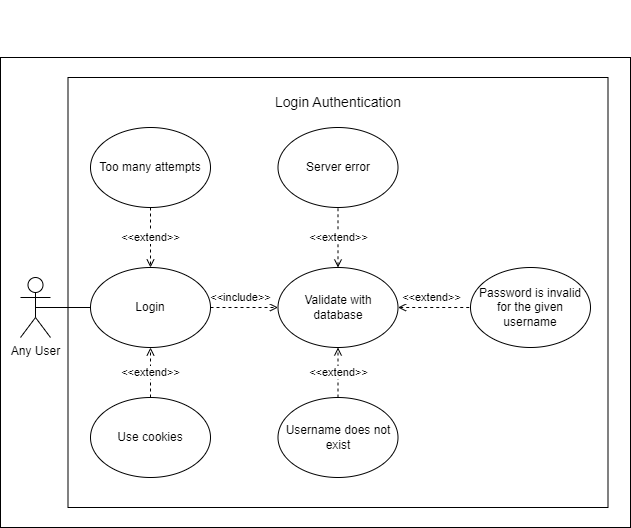 Login Authentication
Too many attempts
Server error
<<extend>>
<<extend>>
Any User
Login
<<include>>
Validate with
database
<<extend>>
Password is invalid
for the given
username
<<extend>>
<<extend>>
Use cookies
Username does not
exist